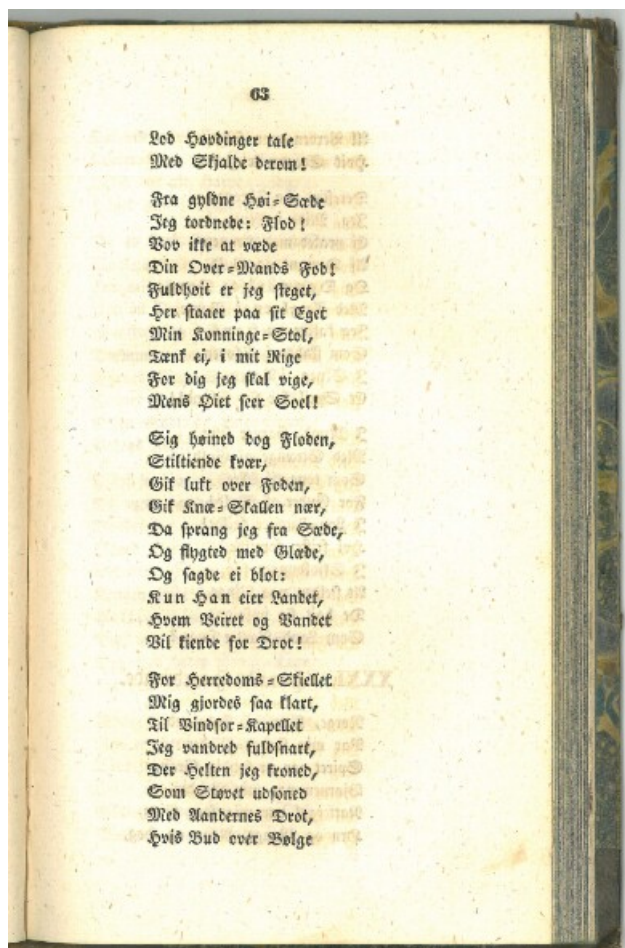 63
Lod Høvdinger tale
Med Skjalde derom!
Fra gyldne Høi-Sæde
Jeg tordnede: Flod!
Vov ikke at væde
Din Over-Mands Fod!
Fuldhøit er jeg steget,
Her staaer paa sit Eget
Min Konninge-Stol,
Tænk ei, i mit Rige
For dig jeg skal vige,
Mens Øiet seer Soel!
Sig høined dog Floden,
Stiltiende kvær,
Gik lukt over Foden,
Gik Knæ-Skallen nær,
Da sprang jeg fra Sæde,
Og flygted med Glæde,
Og sagde ei blot:
Kun Han eier Landet,
Hvem Veiret og Vandet
Vil kiende for Drot!
For Herredoms-Skiellet
Mig gjordes saa klart,
Til Vindsor-Kapellet
Jeg vandred fuldsnart,
Der Helten jeg kroned,
Som Støvet udsoned
Med Aandernes Drot,
Hvis Bud over Bølge